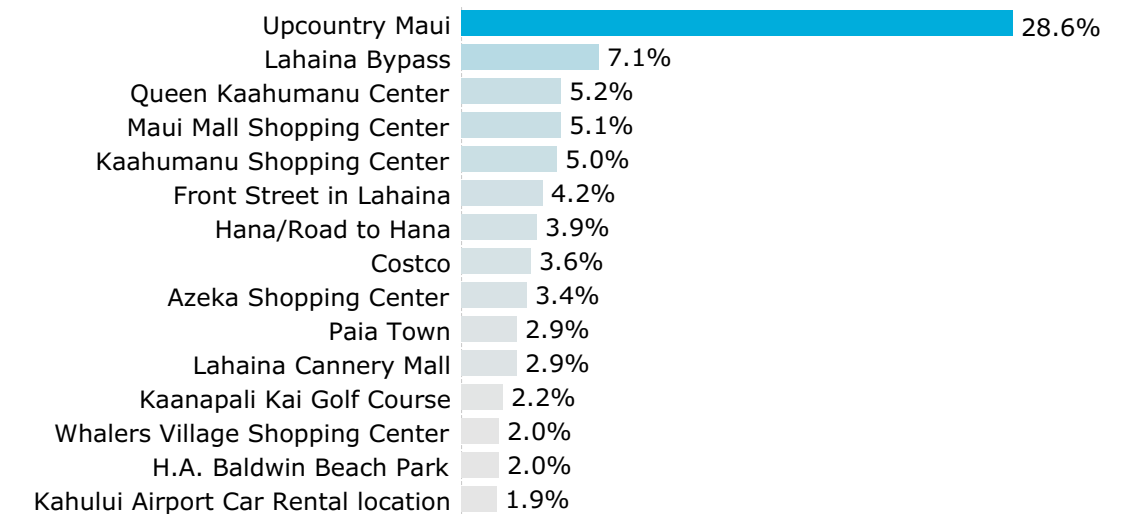 Upcountry Maui 28.6%
Lahaina Bypass 7.1%
Queen Kaahumanu Center 5.2%
Maui Mall Shopping Center 5.1%
Kaahumanu Shopping Center 5.0%
Front Street in Lahaina 4.2%
Hana/Road to Hana 3.9%
Costco 3.6%
Azeka Shopping Center 3.4%
Paia Town 2.9%
Lahaina Cannery Mall 2.9%
Kaanapali Kai Golf Course 2.2%
Whalers Village Shopping Center 2.0%
H.A. Baldwin Beach Park 2.0%
Kahului Airport Car Rental location 1.9%